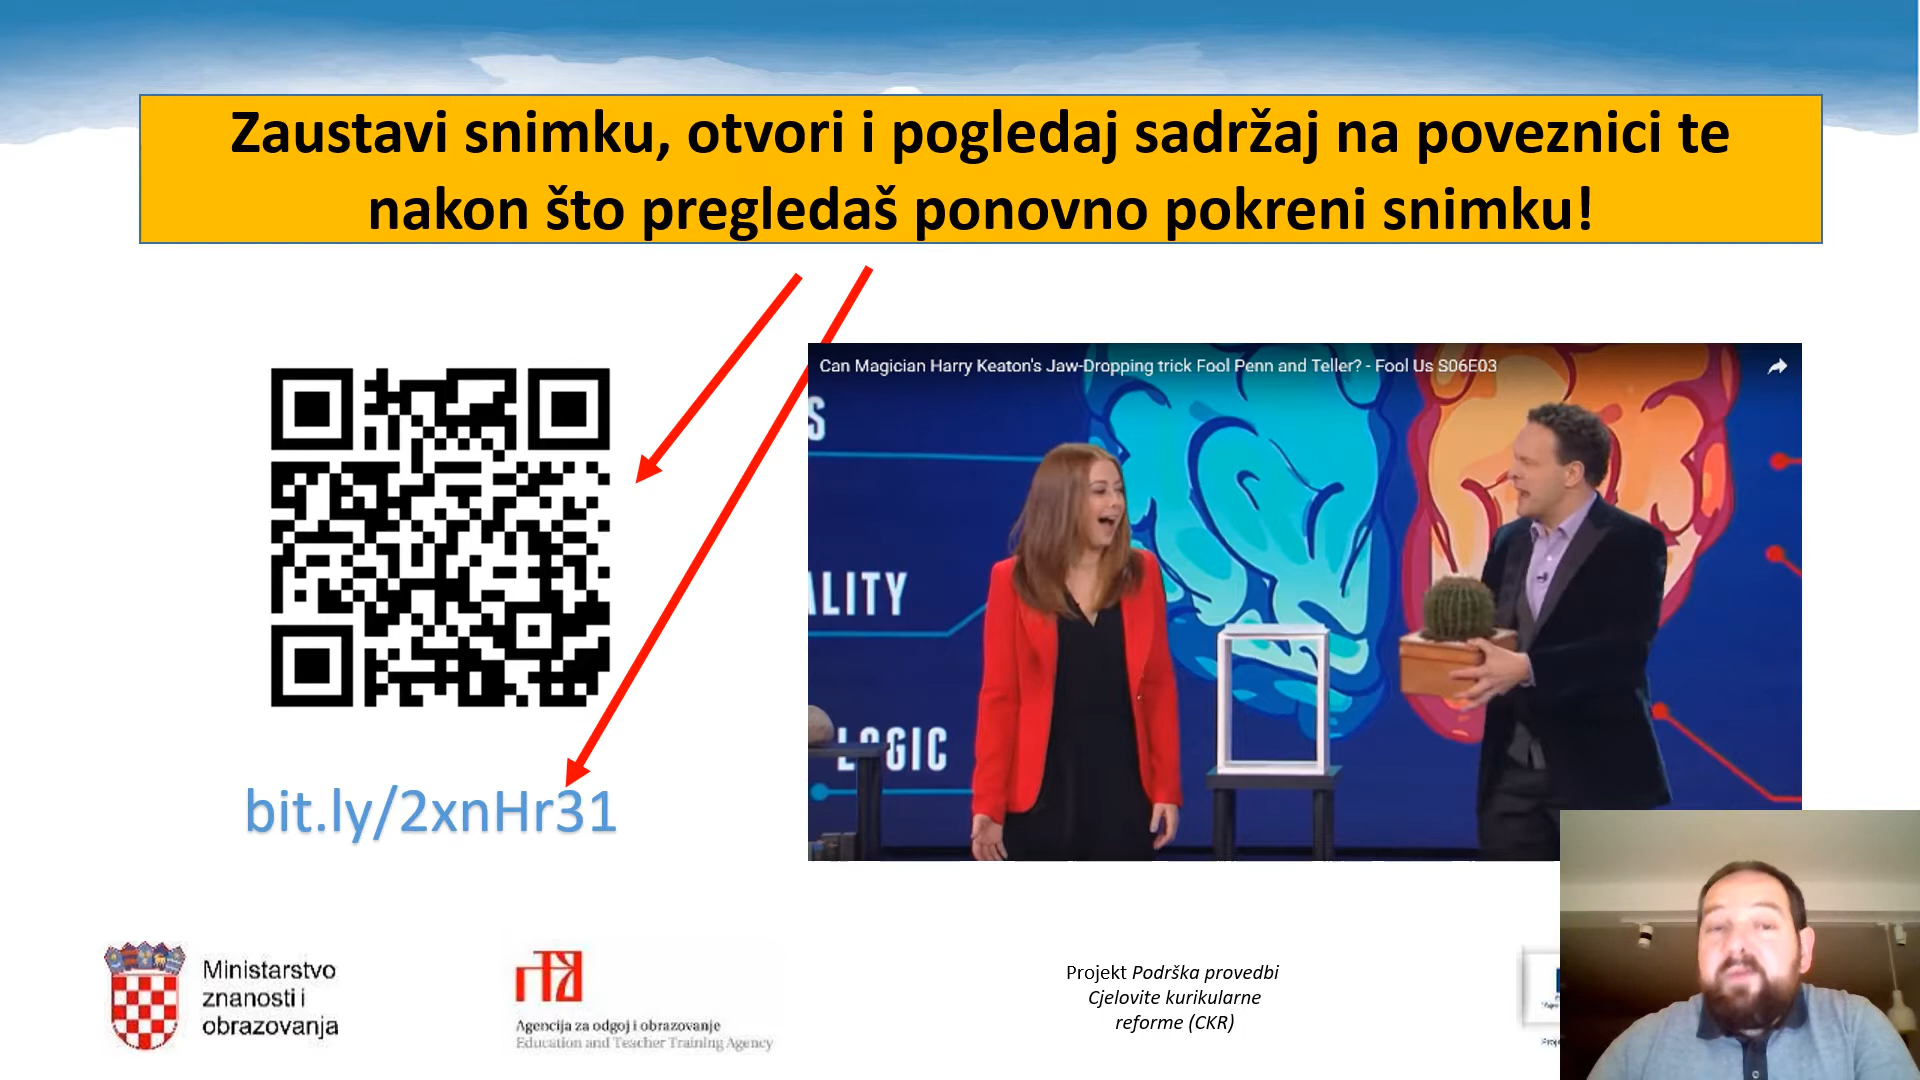 Zaustavi snimku, otvori i pogledaj sadržaj na poveznici te
nakon što pregledaš ponovno pokreni snimku!
Can Magician Harry Keaton's Jaw-Dropping trick Fool Penn and Teller? - Fool Us S06E03
S
ALITY
LOGIC
bit.ly/2xnHr31
Ministarstvo
znanosti i
obrazovanja
Agencija za odgoj i obrazovanje
Education and Teacher Training Agency
Projekt Podrška provedbi
Cjelovite kurikularne
reforme (CKR)